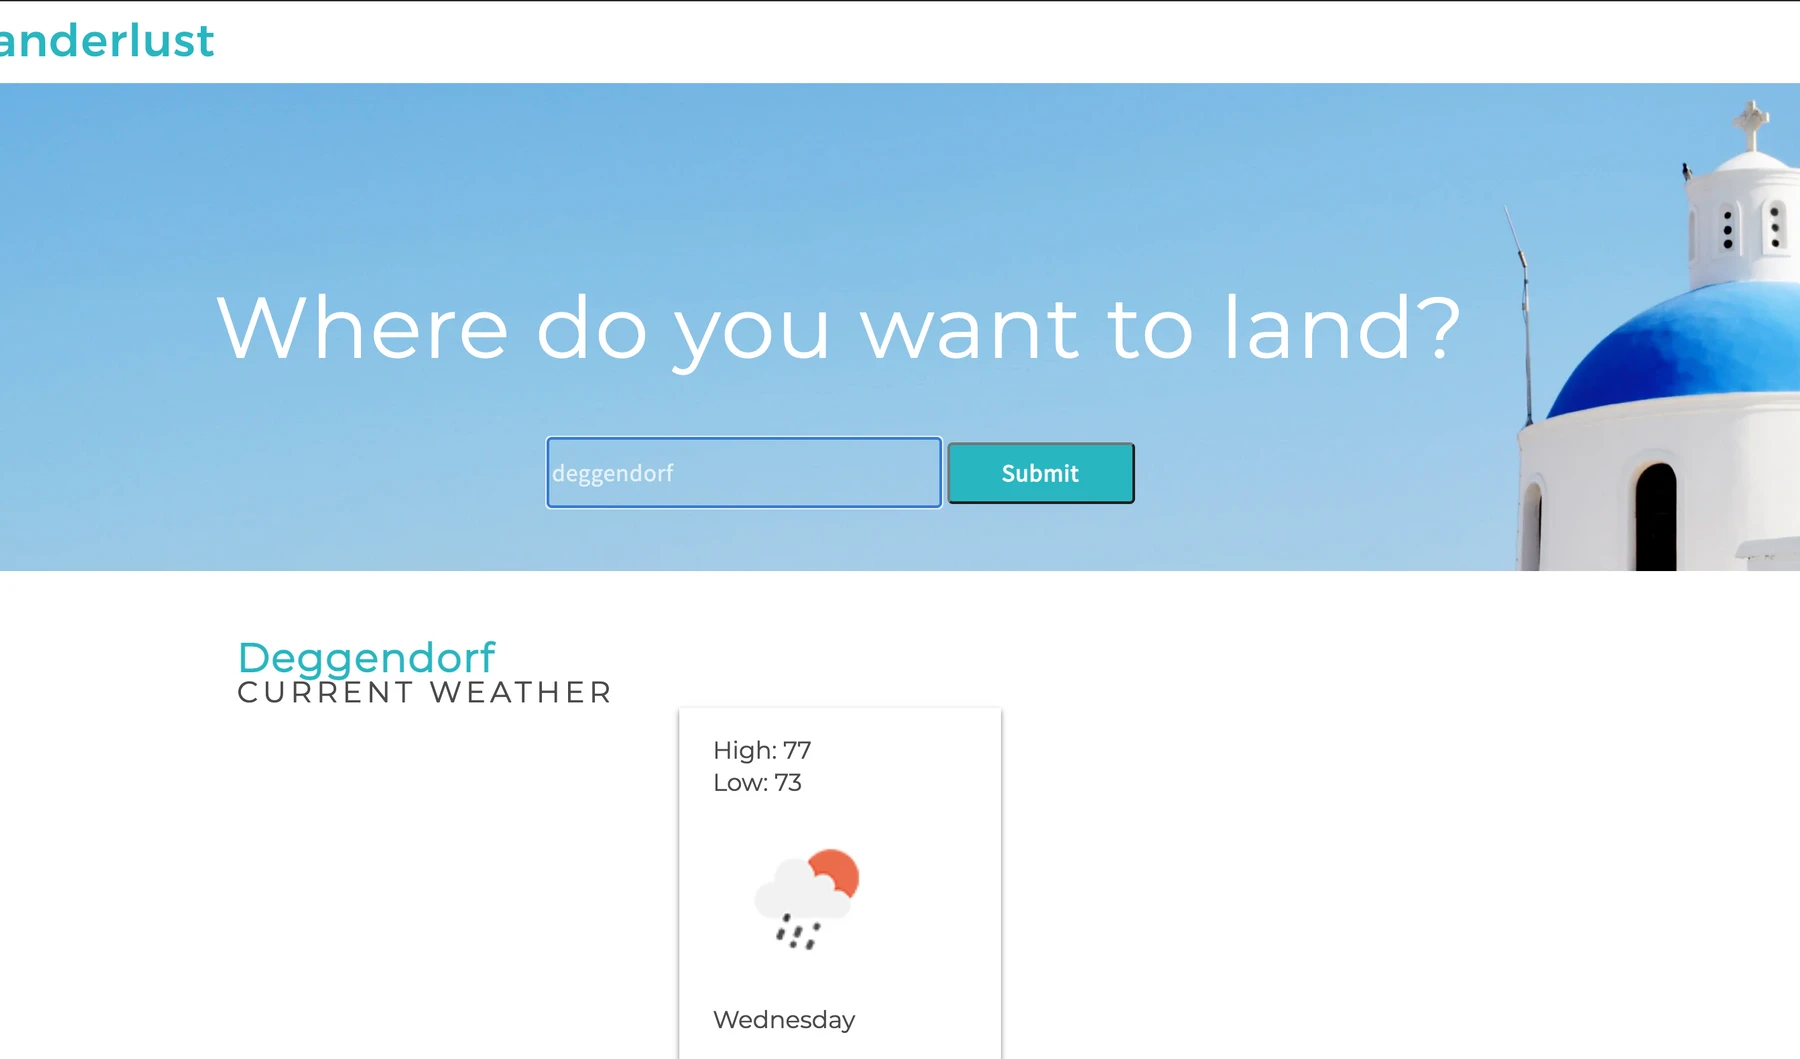 anderlust
Where do you want to land?
deggendorf
Submit
Deggendorf
CURRENT WEATHER
High: 77
Low: 73
Wednesday